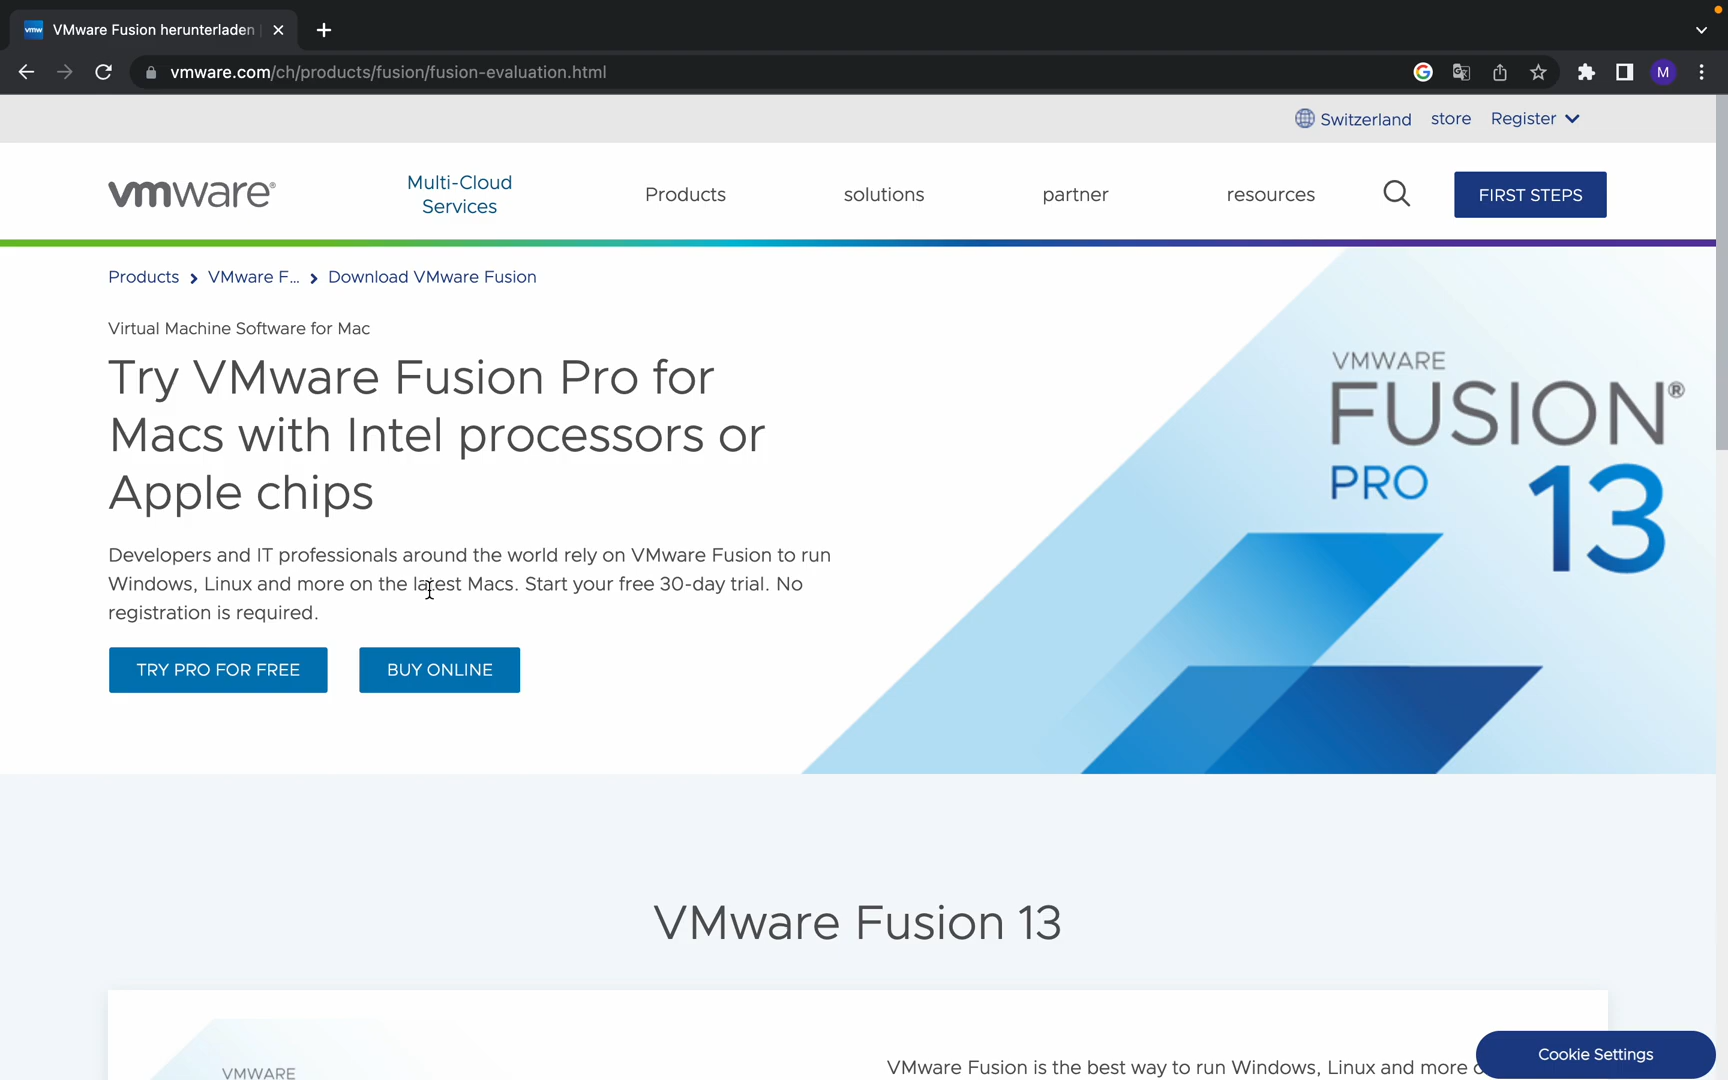 vmw VMware Fusion herunterladen
vmware.com/ch/products/fusion/fusion-evaluation.html
M
Switzerland store Register
vmware®
Multi-Cloud
Services
Products
solutions
partner
resources
FIRST STEPS
Products > VMware F... > Download VMware Fusion
Virtual Machine Software for Mac
Try VMware Fusion Pro for
Macs with Intel processors or
Apple chips
Developers and IT professionals around the world rely on VMware Fusion to run
Windows, Linux and more on the latest Macs. Start your free 30-day trial. No
registration is required.
TRY PRO FOR FREE
BUY ONLINE
VMWARE
FUSION®
PRO 13
VMware Fusion 13
VMWARE
VMware Fusion is the best way to run Windows, Linux and more
Cookie Settings